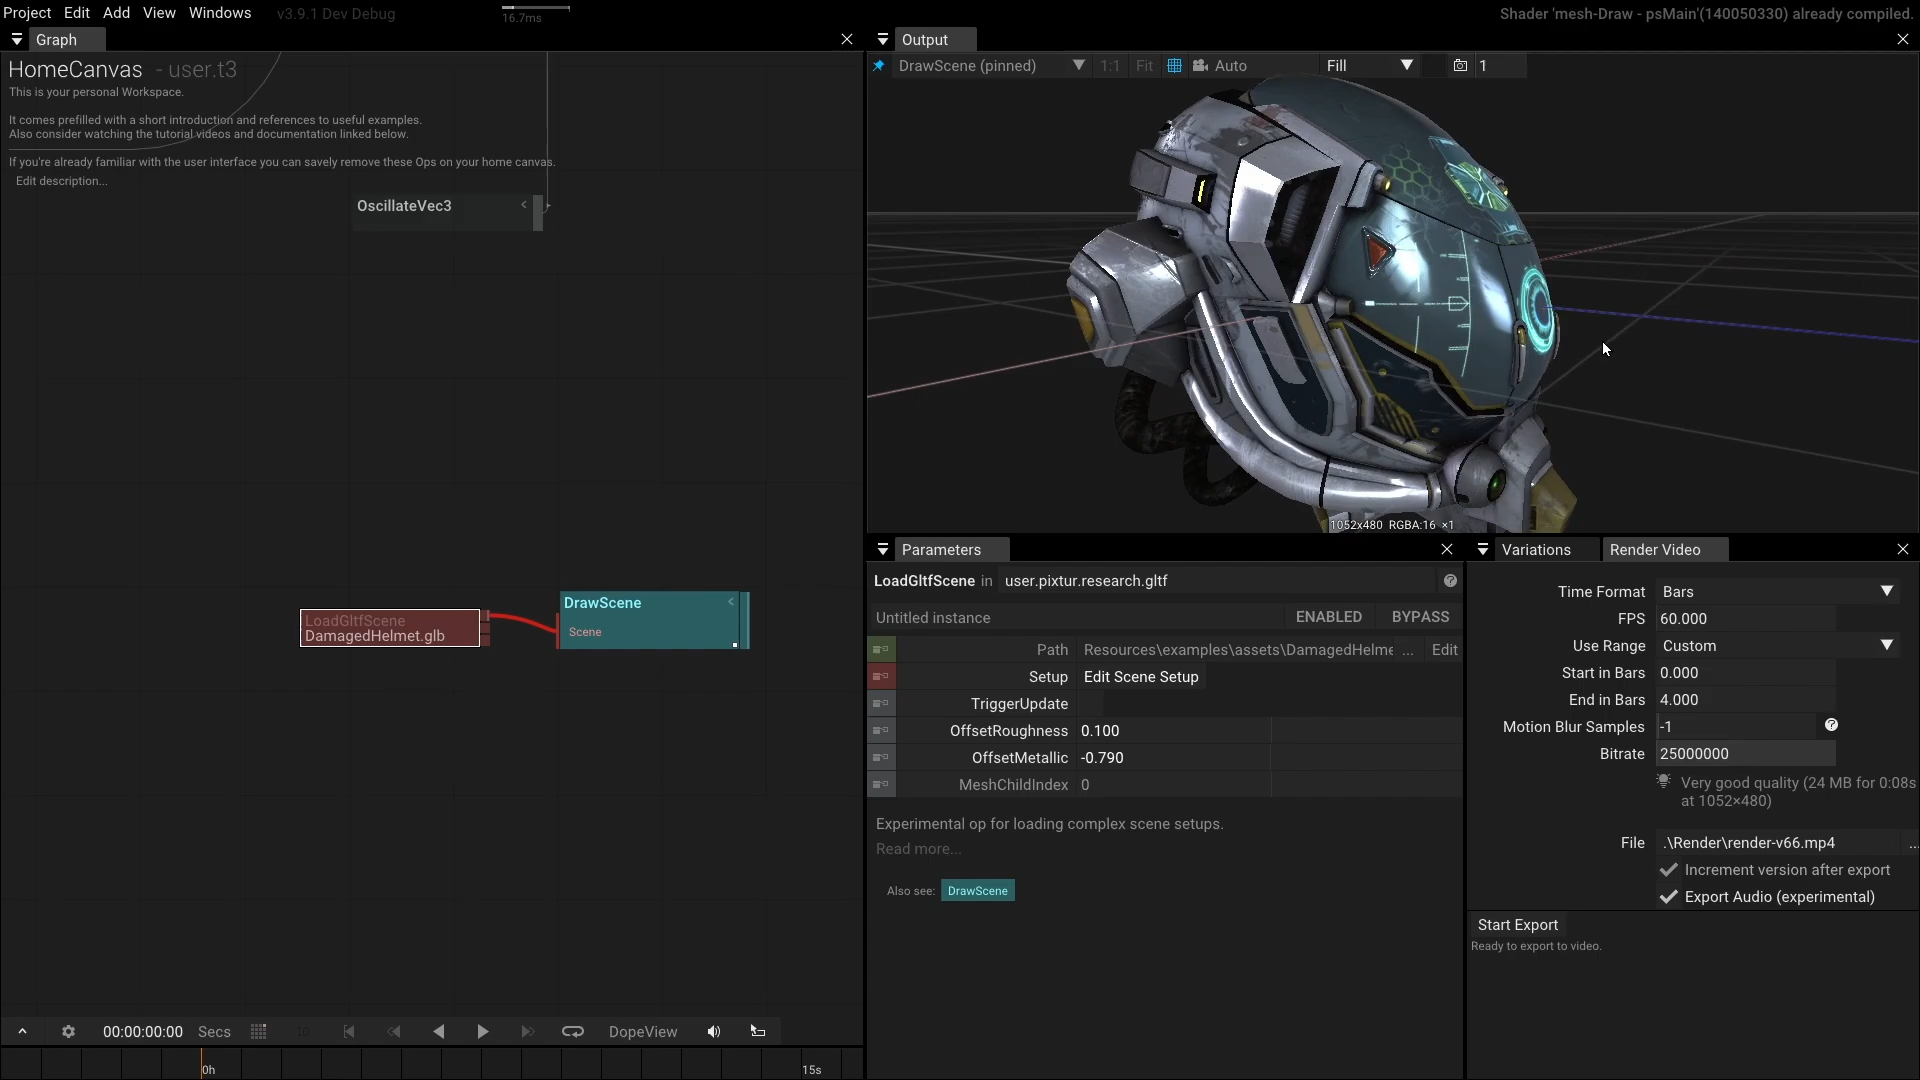 Project Edit Add View Windows v3.9.1 Dev Debug 16.7ms Shader 'mesh-Draw - psMain'(140050330) already compiled.
Graph
HomeCanvas - user.t3
This is your personal Workspace.
It comes prefilled with a short introduction and references to useful examples.
Also consider watching the tutorial videos and documentation linked below.
If you're already familiar with the user interface you can savely remove these Ops on your home canvas.
Edit description...
OscillateVec3 <
LoadGltfScene
DamagedHelmet.glb
DrawScene <
Scene
00:00:00:00 Secs 10 DopeView
0h 15s
Output
DrawScene (pinned) 1:1 Fit Auto Fill 1
1052x480 RGBA:16 ×1
Parameters
LoadGltfScene in user.pixtur.research.gltf
Untitled instance ENABLED BYPASS
Path Resources\examples\assets\DamagedHelme ... Edit
Setup Edit Scene Setup
TriggerUpdate
OffsetRoughness 0.100
OffsetMetallic -0.790
MeshChildIndex 0
Experimental op for loading complex scene setups.
Read more...
Also see: DrawScene
Variations Render Video
Time Format Bars
FPS 60.000
Use Range Custom
Start in Bars 0.000
End in Bars 4.000
Motion Blur Samples -1
Bitrate 25000000
Very good quality (24 MB for 0:08s
at 1052×480)
File .\Render\render-v66.mp4 ...
Increment version after export
Export Audio (experimental)
Start Export
Ready to export to video.